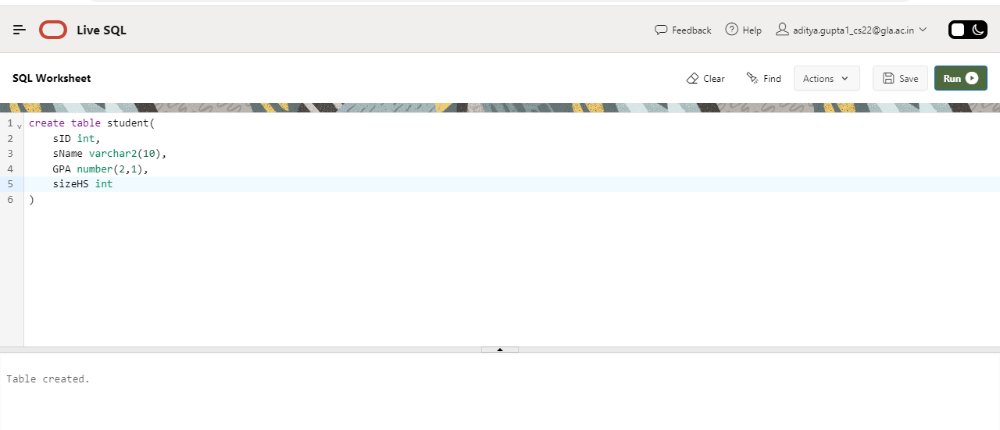 Live SQL Feedback Help aditya.gupta1_cs22@gla.ac.in
SQL Worksheet Clear Find Actions Save Run
1 create table student(
2 sID int,
3 sName varchar2(10),
4 GPA number(2,1),
5 sizeHS int
6 )
Table created.